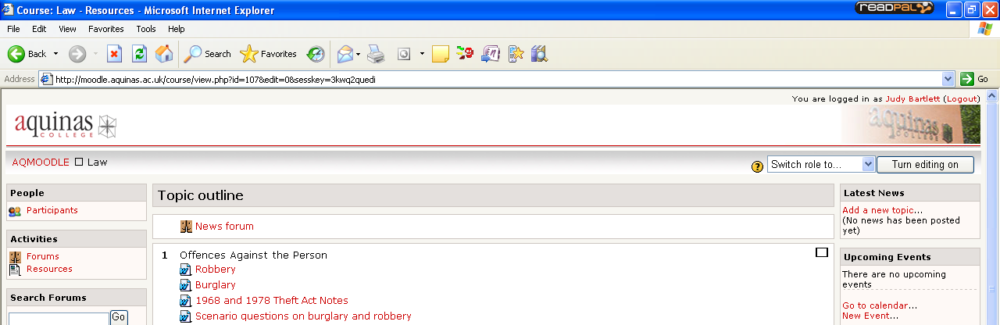 Course: Law - Resources - Microsoft Internet Explorer
readpal
File Edit View Favorites Tools Help
Back Search Favorites
Address http://moodle.aquinas.ac.uk/course/view.php?id=107&edit=0&sesskey=3kwq2quedi Go
You are logged in as Judy Bartlett (Logout)
aquinas
COLLEGE
aquinas
AQMOODLE Law
? Switch role to... Turn editing on
People
Participants
Activities
Forums
Resources
Search Forums
Go
Topic outline
News forum
1 Offences Against the Person
Robbery
Burglary
1968 and 1978 Theft Act Notes
Scenario questions on burglary and robbery
Latest News
Add a new topic...
(No news has been posted
yet)
Upcoming Events
There are no upcoming
events
Go to calendar...
New Event...